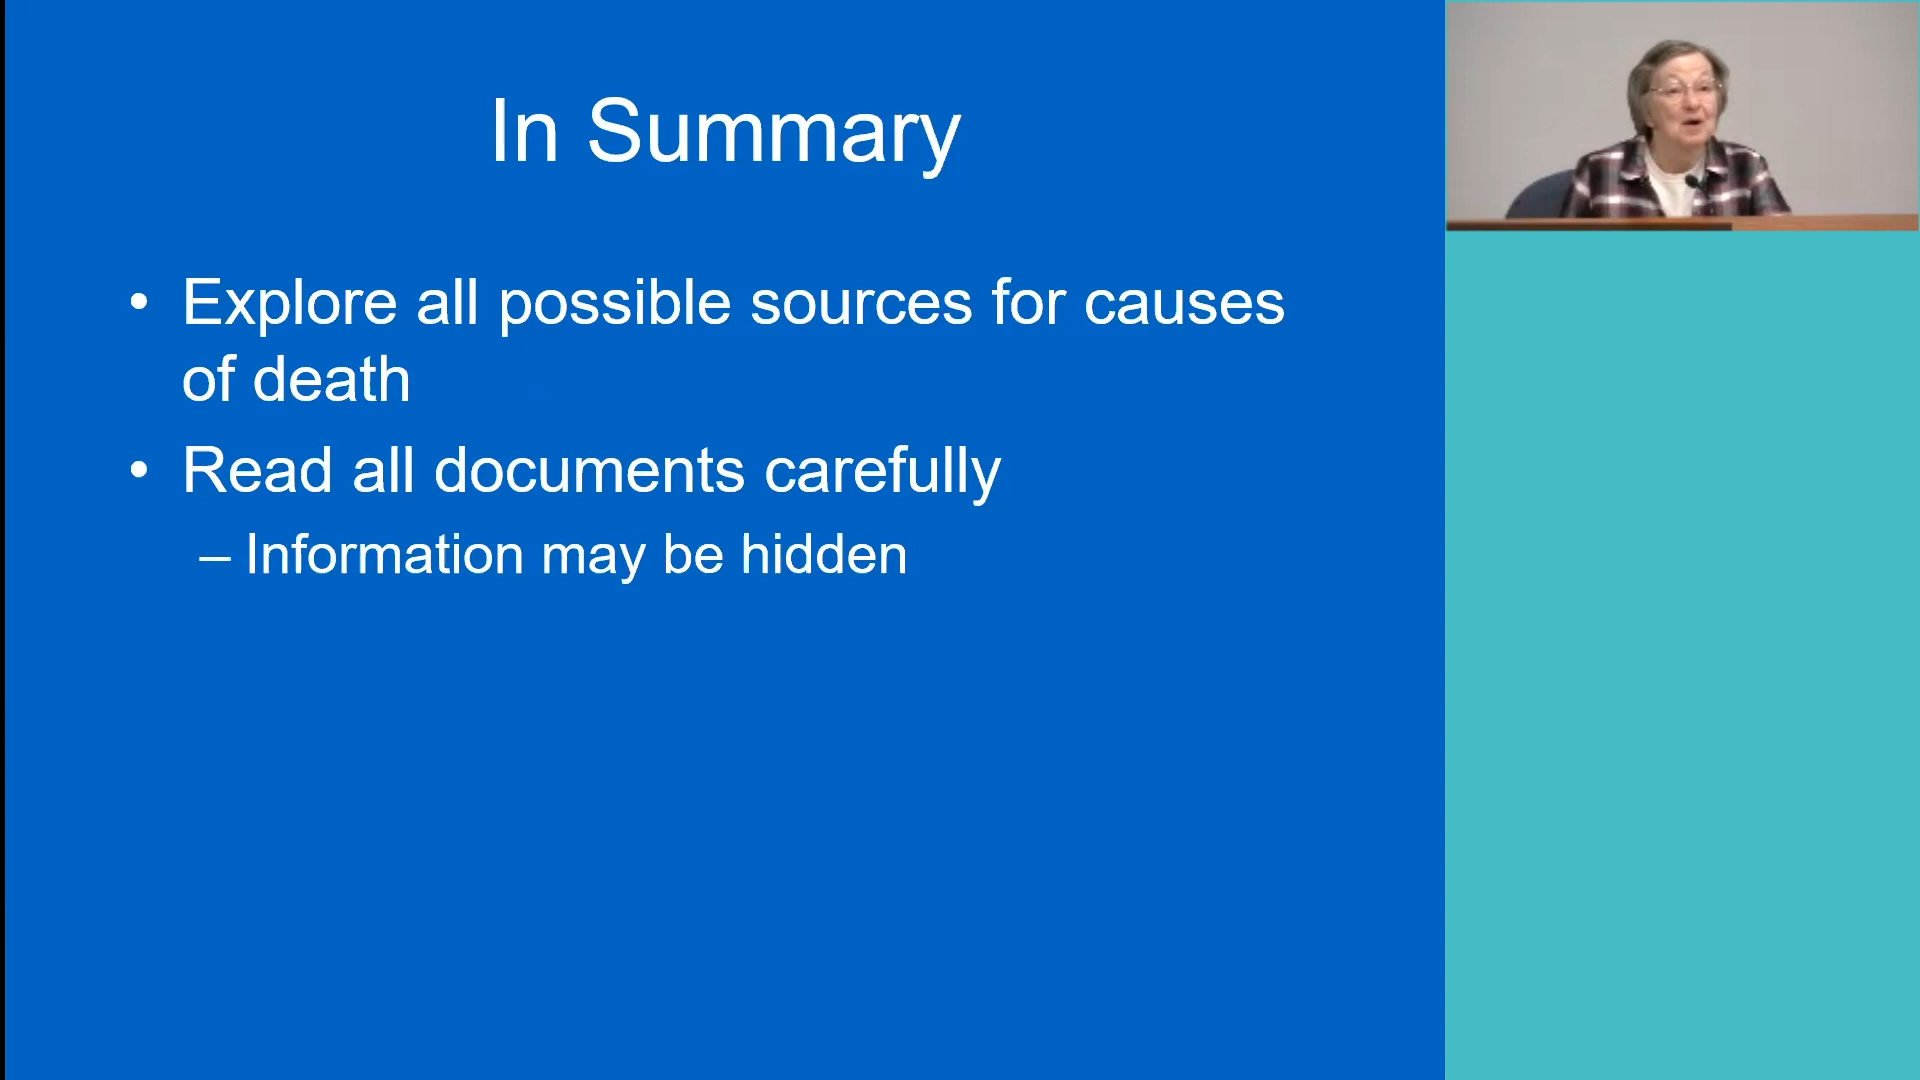 In Summary
• Explore all possible sources for causes
of death
• Read all documents carefully
– Information may be hidden